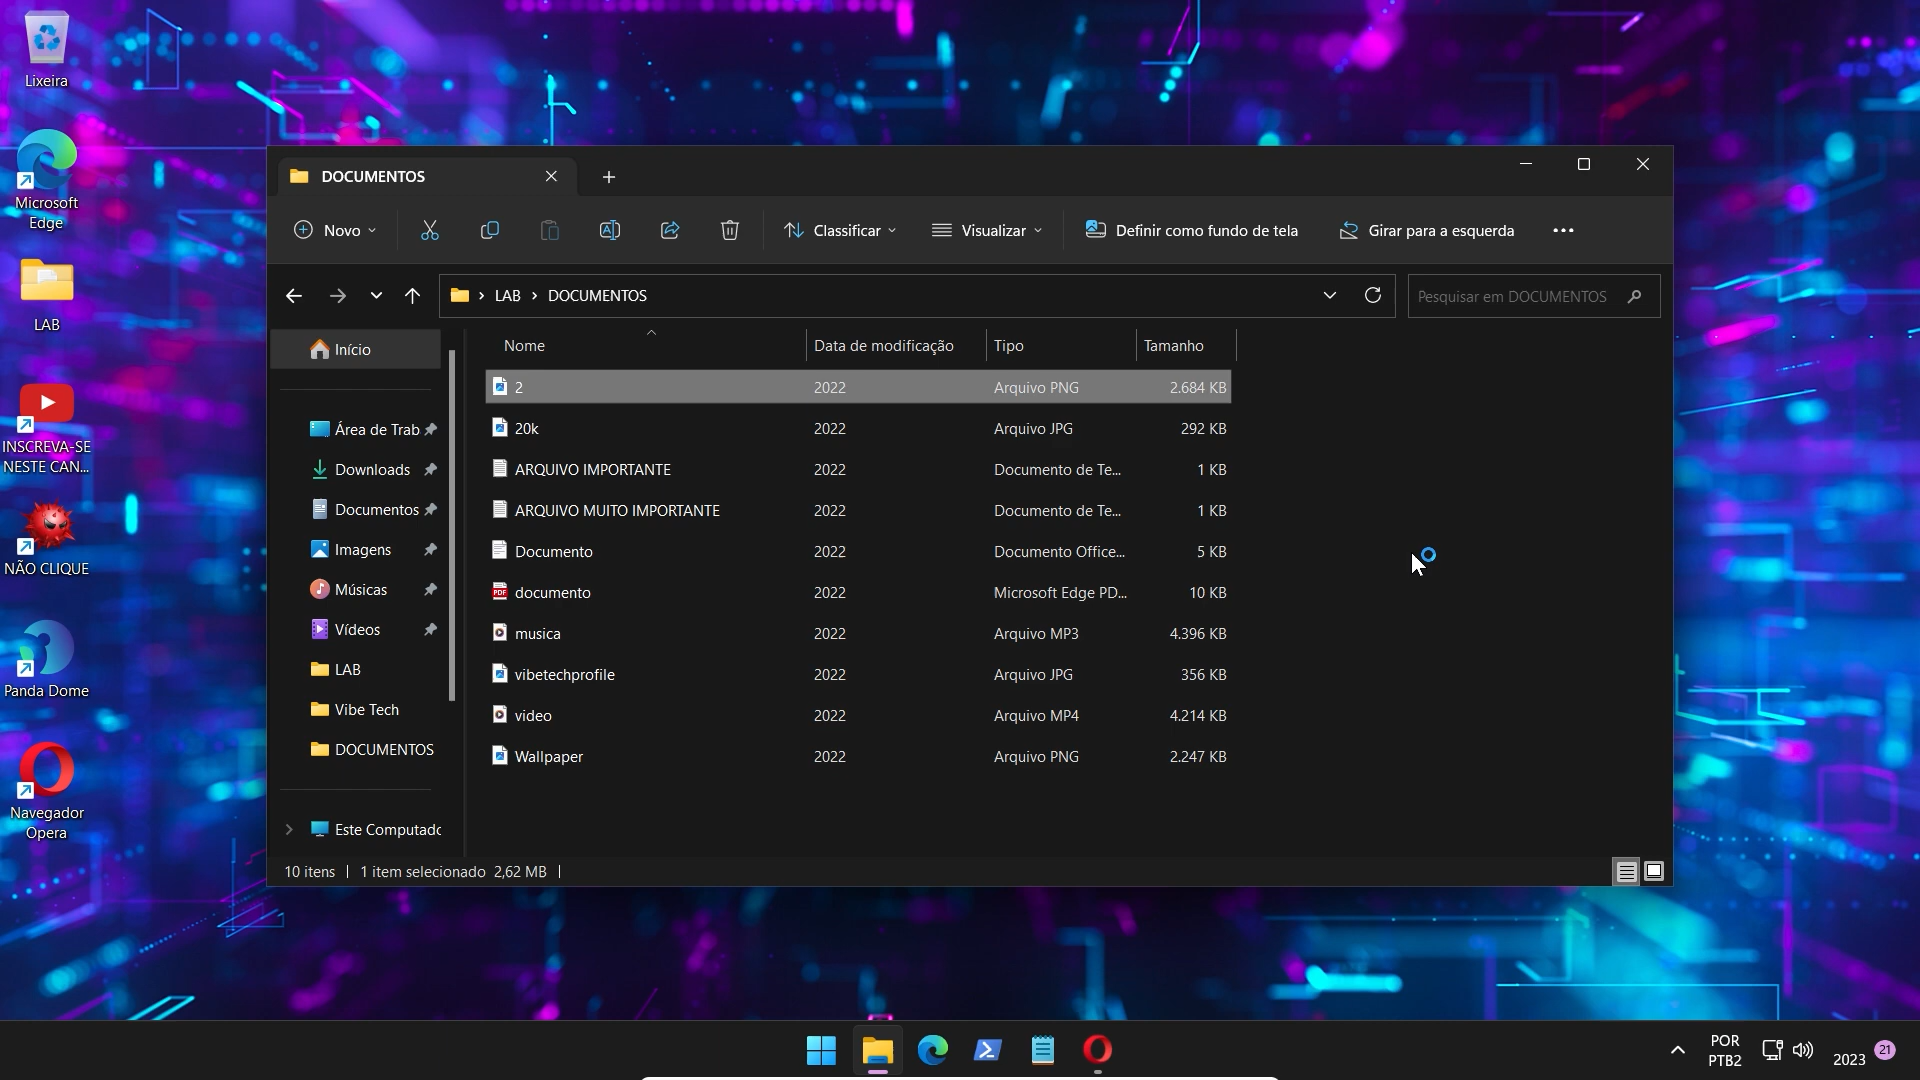 Lixeira
Microsoft
Edge
LAB
INSCREVA-SE
NESTE CAN...
NÃO CLIQUE
Panda Dome
Navegador
Opera
DOCUMENTOS
Novo
Classificar
Visualizar
Definir como fundo de tela
Girar para a esquerda
LAB > DOCUMENTOS
Pesquisar em DOCUMENTOS
Início
Área de Trab
Downloads
Documentos
Imagens
Músicas
Vídeos
LAB
Vibe Tech
DOCUMENTOS
Este Computado
Nome Data de modificação Tipo Tamanho
2 2022 Arquivo PNG 2.684 KB
20k 2022 Arquivo JPG 292 KB
ARQUIVO IMPORTANTE 2022 Documento de Te... 1 KB
ARQUIVO MUITO IMPORTANTE 2022 Documento de Te... 1 KB
Documento 2022 Documento Office... 5 KB
PDF documento 2022 Microsoft Edge PD... 10 KB
musica 2022 Arquivo MP3 4.396 KB
vibetechprofile 2022 Arquivo JPG 356 KB
video 2022 Arquivo MP4 4.214 KB
Wallpaper 2022 Arquivo PNG 2.247 KB
10 itens | 1 item selecionado 2,62 MB |
POR
PTB2
2023
21